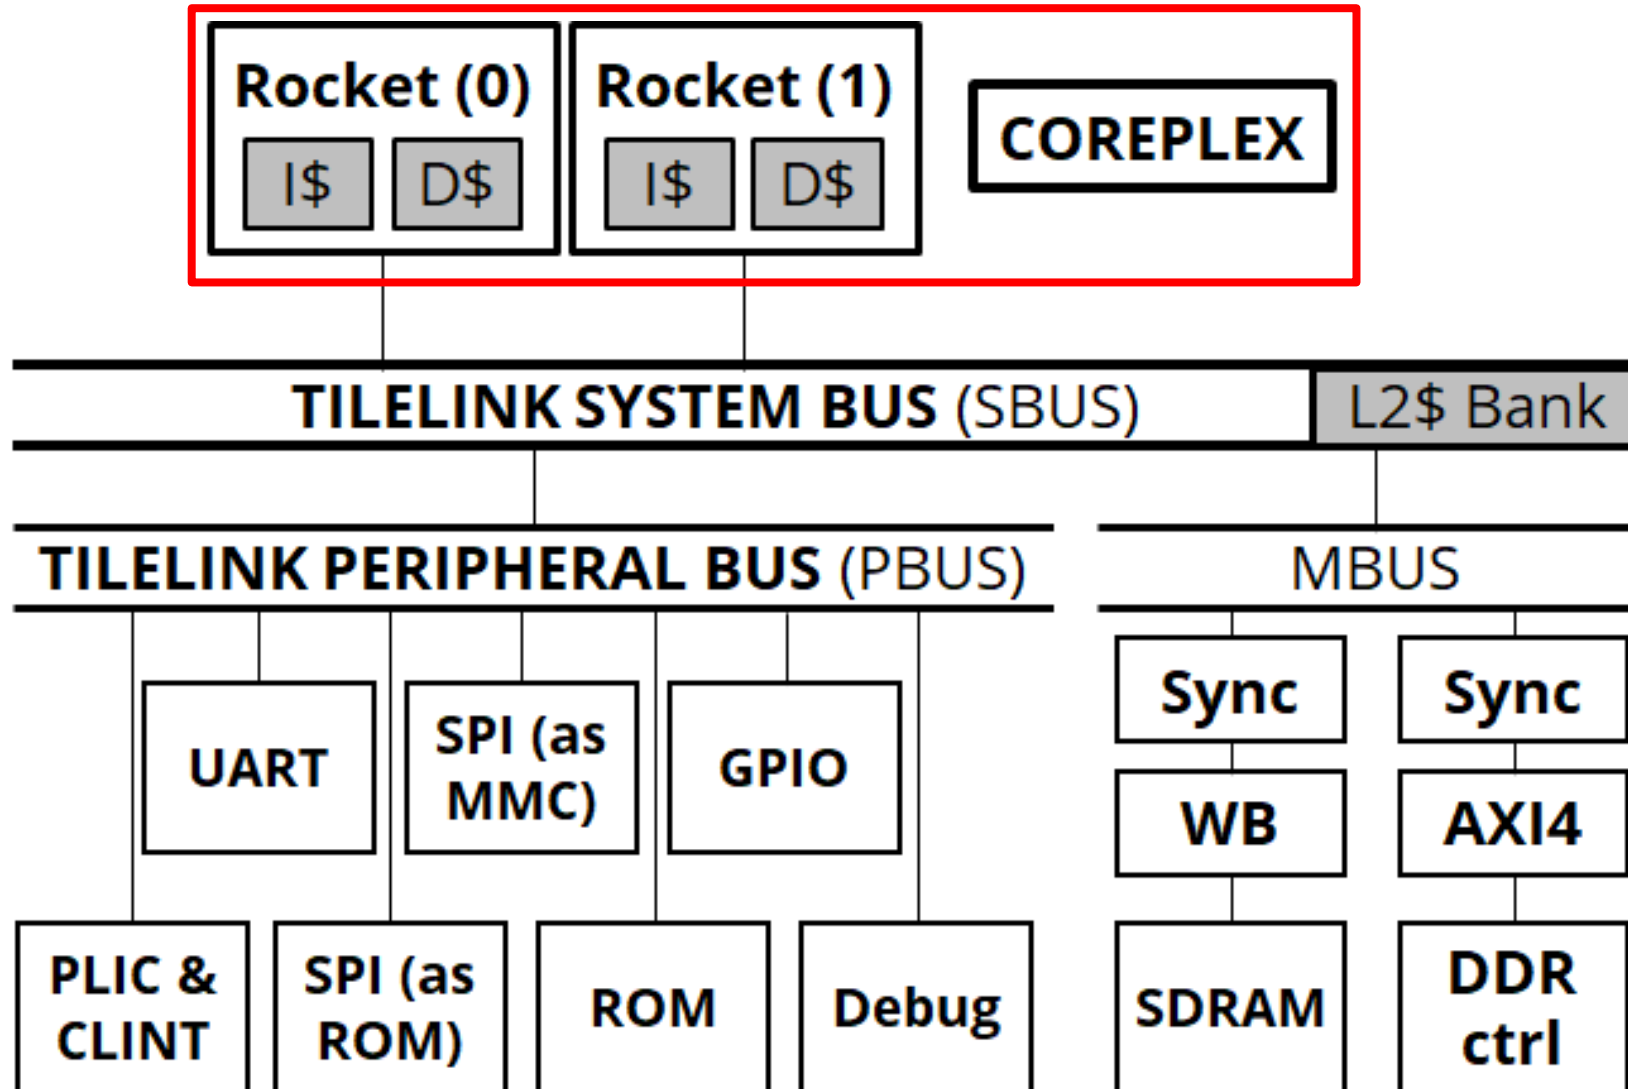 Rocket (0)
I$ D$
Rocket (1)
I$ D$
COREPLEX
TILELINK SYSTEM BUS (SBUS)
L2$ Bank
TILELINK PERIPHERAL BUS (PBUS)
MBUS
UART
SPI (as
MMC)
GPIO
PLIC &
CLINT
SPI (as
ROM)
ROM
Debug
Sync
WB
SDRAM
Sync
AXI4
DDR
ctrl